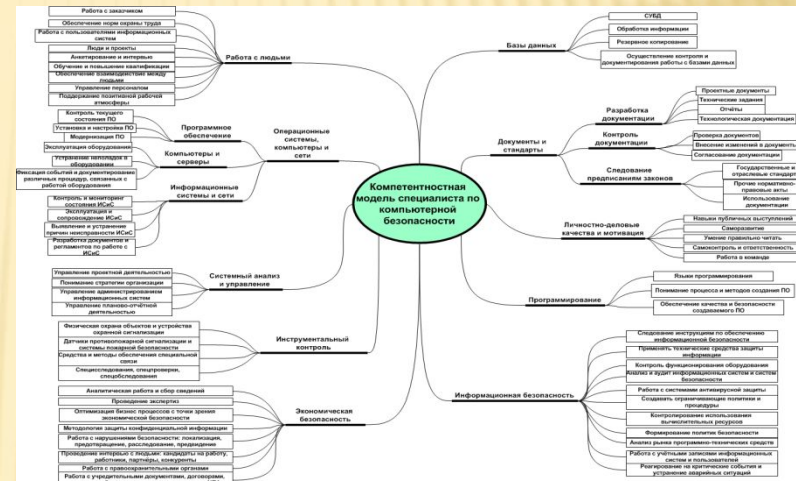 Работа с заказчиком
Обеспечение норм охраны труда
Работа с пользователями информационных
систем
Люди и проекты
Анкетирование и интервью
Обучение и повышение квалификации
Обеспечение взаимодействия между
людьми
Управление персоналом
Поддержание позитивной рабочей
атмосферы
Работа с людьми
Контроль текущего
состояния ПО
Установка и настройка ПО
Модернизация ПО
Программное
обеспечение
Эксплуатация оборудования
Устранение неполадок в
оборудовании
Фиксация событий и документирование
различных процедур, связанных с
работой оборудования
Компьютеры и
серверы
Контроль и мониторинг
состояния ИСиС
Эксплуатация и
сопровождение ИСиС
Выявление и устранение
причин неисправности ИСиС
Разработка документов и
регламентов по работе с
ИСиС
Информационные
системы и сети
Операционные
системы,
компьютеры и
сети
Управление проектной деятельностью
Понимание стратегии организации
Управление администрированием
информационных систем
Управление планово-отчётной
деятельностью
Системный анализ
и управление
Физическая охрана объектов и устройства
охранной сигнализации
Датчики противопожарной сигнализации и
системы пожарной безопасности
Средства и методы обеспечения специальной
связи
Специсследования, спецпроверки,
спецобследования
Инструментальный
контроль
Аналитическая работа и сбор сведений
Проведение экспертиз
Оптимизация бизнес процессов с точки зрения
экономической безопасности
Методология защиты конфиденциальной информации
Работа с нарушениями безопасности: локализация,
предотвращение, расследование, предвидение
Проведение интервью с людьми: кандидаты на работу,
работники, партнёры, конкуренты
Работа с правоохранительными органами
Работа с учредительными документами, договорами,
Экономическая
безопасность
Компетентностная
модель специалиста по
компьютерной
безопасности
Базы данных
СУБД
Обработка информации
Резервное копирование
Осуществление контроля и
документирования работы с базами данных
Документы и
стандарты
Разработка
документации
Проектные документы
Технические задания
Отчёты
Технологическая документация
Контроль
документации
Проверка документов
Внесение изменений в документы
Согласование документации
Следование
предписаниям законов
Государственные и
отраслевые стандарты
Прочие нормативно-
правовые акты
Использование
документации
Личностно-деловые
качества и мотивация
Навыки публичных выступлений
Саморазвитие
Умение правильно читать
Самоконтроль и ответственность
Работа в команде
Программирование
Языки программирования
Понимание процесса и методов создания ПО
Обеспечение качества и безопасности
создаваемого ПО
Информационная безопасность
Следование инструкциям по обеспечению
информационной безопасности
Применять технические средства защиты
информации
Контроль функционирования оборудования
Анализ и аудит информационных систем и систем
безопасности
Работа с системами антивирусной защиты
Создавать ограничивающие политики и
процедуры
Контролирование использования
вычислительных ресурсов
Формирование политик безопасности
Анализ рынка программно-технических средств
Работа с учётными записями информационных
систем и пользователей
Реагирование на критические события и
устранение аварийных ситуаций